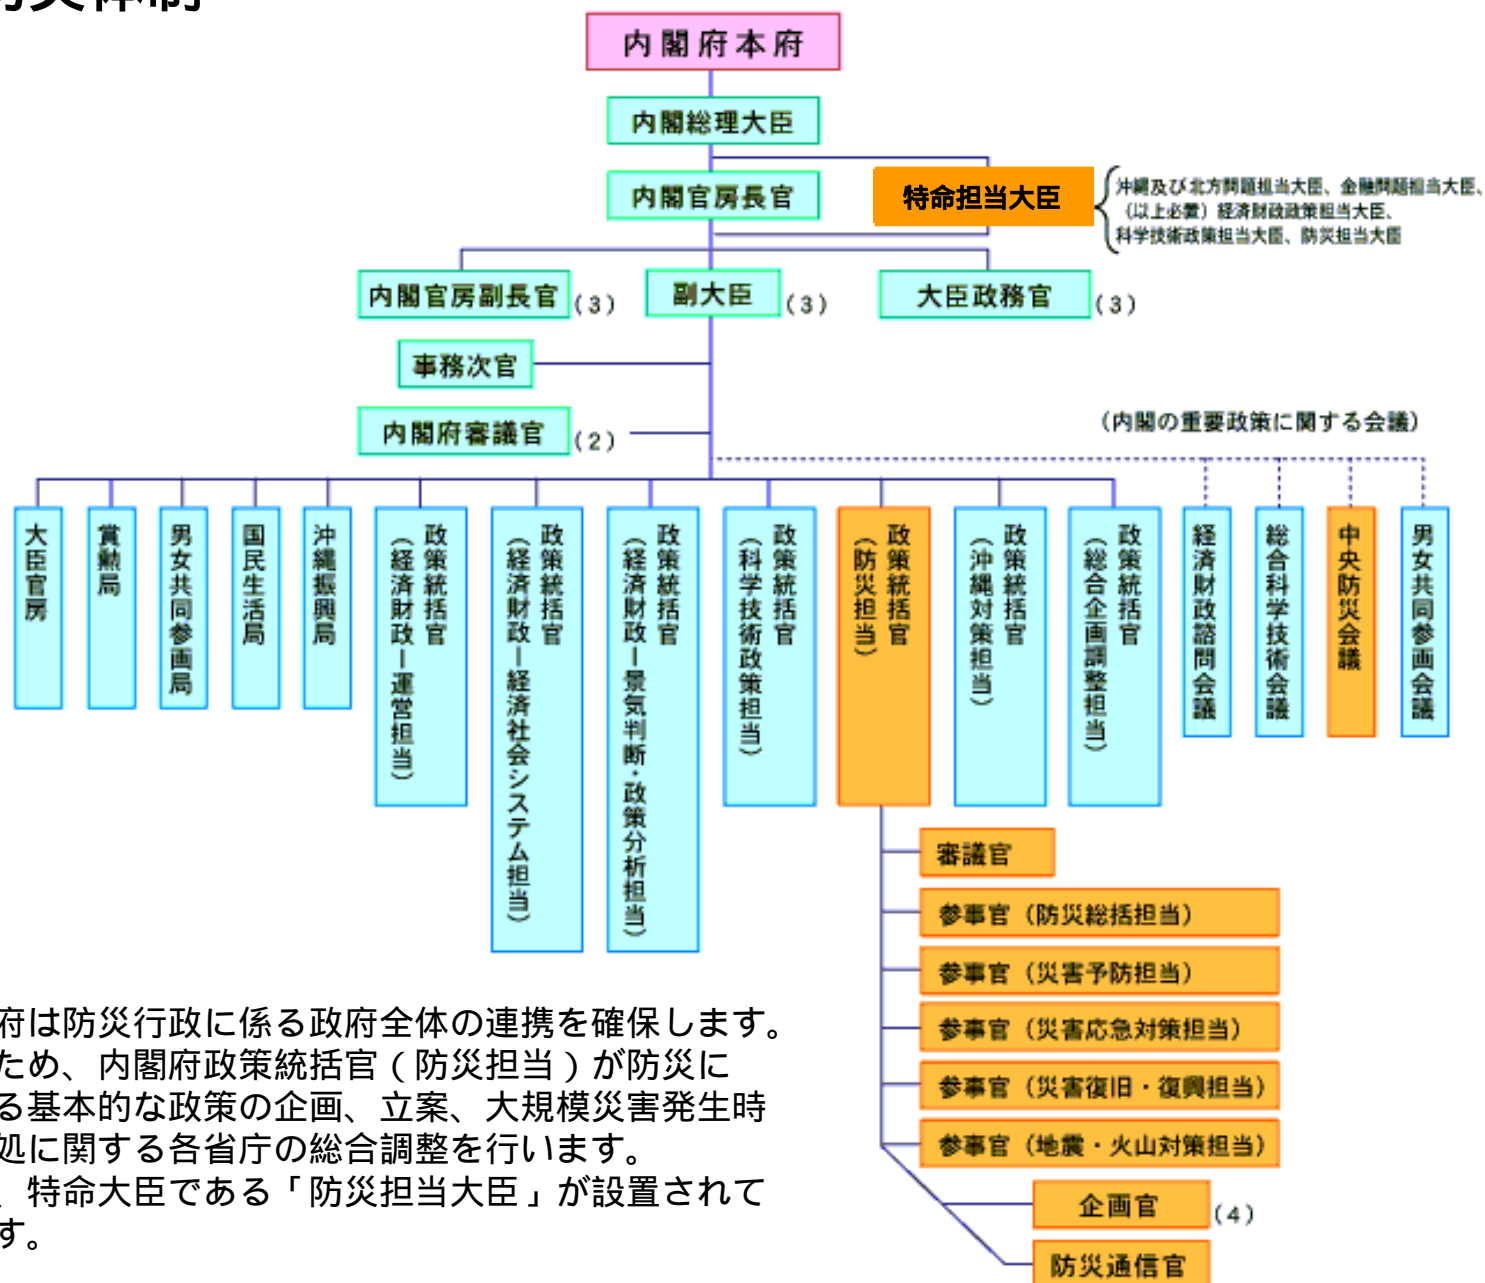 防災体制
内閣府本府
内閣総理大臣
内閣官房長官
特命担当大臣
沖縄及び北方問題担当大臣、金融問題担当大臣、
(以上必置)経済財政政策担当大臣、
科学技術政策担当大臣、防災担当大臣
内閣官房副長官(3)
副大臣(3)
大臣政務官(3)
事務次官
内閣府審議官(2)
(内閣の重要政策に関する会議)
大臣官房
賞勲局
男女共同参画局
国民生活局
沖縄振興局
政策統括官
(経済財政ー運営担当)
政策統括官
(経済財政ー経済社会システム担当)
政策統括官
(経済財政ー景気判断・政策分析担当)
政策統括官
(科学技術政策担当)
政策統括官
(防災担当)
政策統括官
(沖縄対策担当)
政策統括官
(総合企画調整担当)
経済財政諮問会議
総合科学技術会議
中央防災会議
男女共同参画会議
審議官
参事官(防災総括担当)
参事官(災害予防担当)
参事官(災害応急対策担当)
参事官(災害復旧・復興担当)
参事官(地震・火山対策担当)
企画官(4)
防災通信官
府は防災行政に係る政府全体の連携を確保します。
ため、内閣府政策統括官(防災担当)が防災に
る基本的な政策の企画、立案、大規模災害発生時
処に関する各省庁の総合調整を行います。
、特命大臣である「防災担当大臣」が設置されて
す。